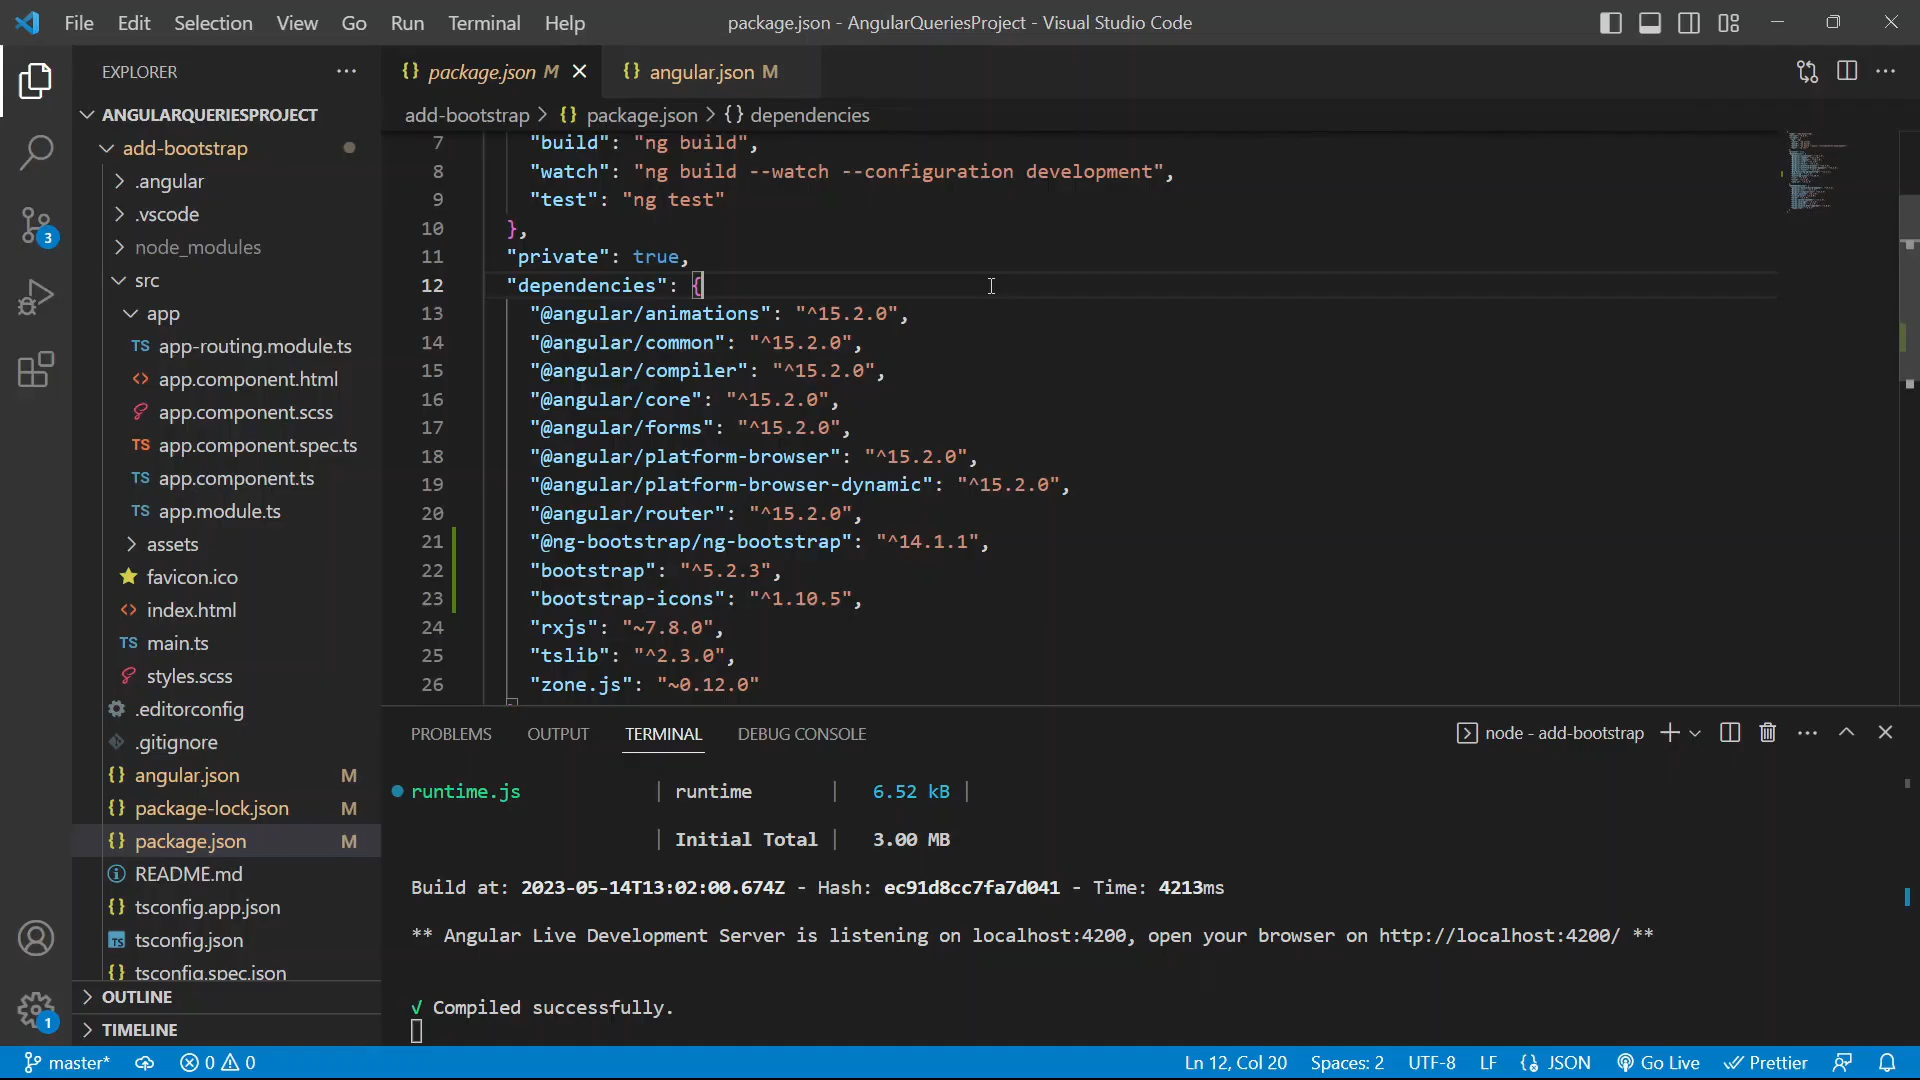 File Edit Selection View Go Run Terminal Help
package.json - AngularQueriesProject - Visual Studio Code
EXPLORER
ANGULARQUERIESPROJECT
add-bootstrap
.angular
.vscode
node_modules
src
app
TS app-routing.module.ts
<> app.component.html
app.component.scss
TS app.component.spec.ts
TS app.component.ts
TS app.module.ts
assets
favicon.ico
<> index.html
TS main.ts
styles.scss
.editorconfig
.gitignore
{} angular.json M
{} package-lock.json M
{} package.json M
README.md
{} tsconfig.app.json
TS tsconfig.json
{} tsconfig.spec.json
OUTLINE
TIMELINE
3
1
{} package.json M
{} angular.json M
add-bootstrap > {} package.json > {} dependencies
7 "build": "ng build",
8 "watch": "ng build --watch --configuration development",
9 "test": "ng test"
10 },
11 "private": true,
12 "dependencies": {
13 "@angular/animations": "^15.2.0",
14 "@angular/common": "^15.2.0",
15 "@angular/compiler": "^15.2.0",
16 "@angular/core": "^15.2.0",
17 "@angular/forms": "^15.2.0",
18 "@angular/platform-browser": "^15.2.0",
19 "@angular/platform-browser-dynamic": "^15.2.0",
20 "@angular/router": "^15.2.0",
21 "@ng-bootstrap/ng-bootstrap": "^14.1.1",
22 "bootstrap": "^5.2.3",
23 "bootstrap-icons": "^1.10.5",
24 "rxjs": "~7.8.0",
25 "tslib": "^2.3.0",
26 "zone.js": "~0.12.0"
PROBLEMS OUTPUT TERMINAL DEBUG CONSOLE
node - add-bootstrap
runtime.js | runtime | 6.52 kB |
| Initial Total | 3.00 MB
Build at: 2023-05-14T13:02:00.674Z - Hash: ec91d8cc7fa7d041 - Time: 4213ms
** Angular Live Development Server is listening on localhost:4200, open your browser on http://localhost:4200/ **
√ Compiled successfully.
master* 0 0
Ln 12, Col 20 Spaces: 2 UTF-8 LF {} JSON Go Live Prettier